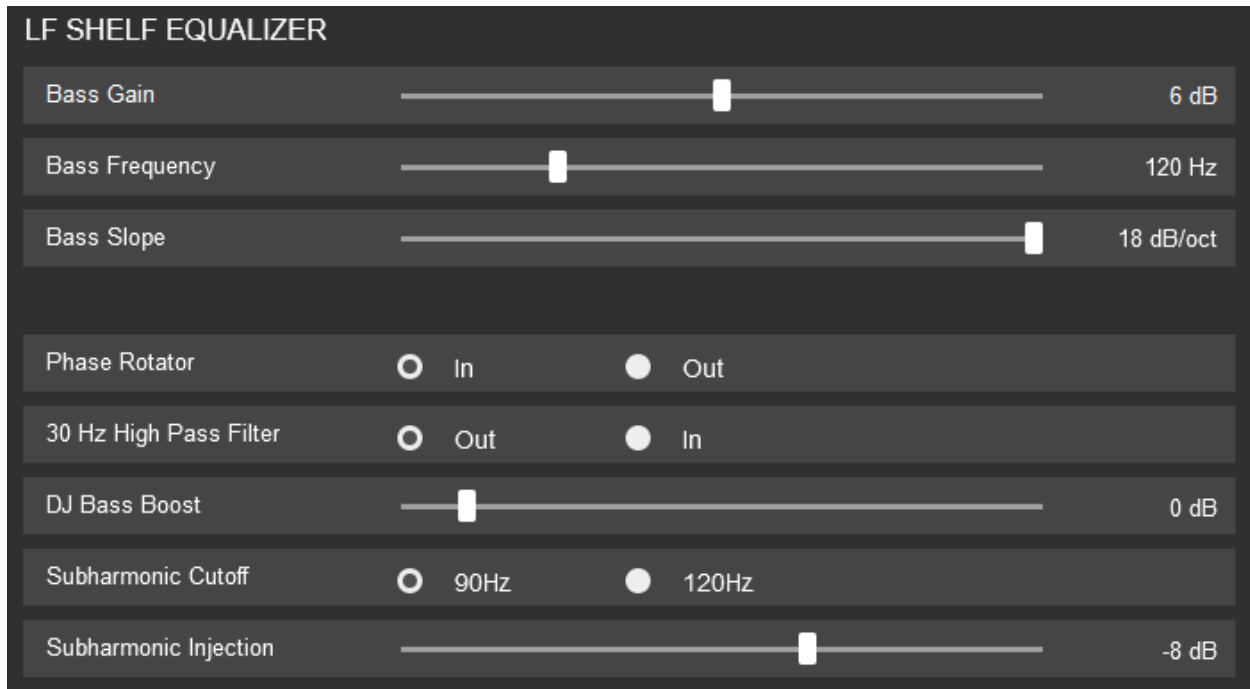 LF SHELF EQUALIZER
Bass Gain 6 dB
Bass Frequency 120 Hz
Bass Slope 18 dB/oct
Phase Rotator In Out
30 Hz High Pass Filter Out In
DJ Bass Boost 0 dB
Subharmonic Cutoff 90Hz 120Hz
Subharmonic Injection -8 dB